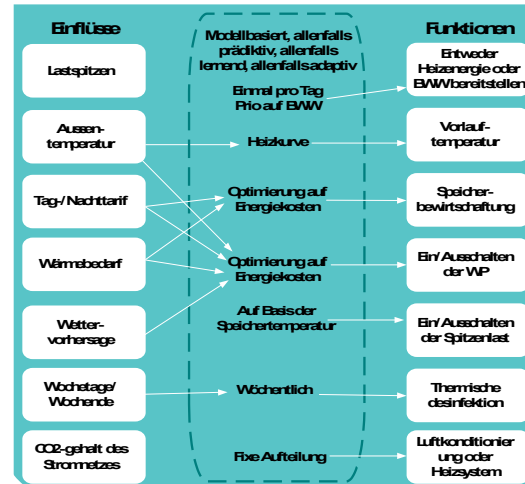 Einflüsse
Lastspitzen
Aussen-
temperatur
Tag-/ Nachttarif
Wärmebedarf
Wetter-
vorhersage
Wochetage/
Wochende
CO2-gehalt des
Stromnetzes
Modellbasiert, allenfalls
prädiktiv, allenfalls
lernend, allenfalls adaptiv
Einmal pro Tag
Prio auf BWW
Heizkurve
Optimierung auf
Energiekosten
Optimierung auf
Energiekosten
Auf Basis der
Speichertemperatur
Wöchentlich
Fixe Aufteilung
Funktionen
Entweder
Heizenergie oder
BWW bereitstellen
Vorlauf-
temperatur
Speicher-
bewirtschaftung
Ein/ Ausschalten
der WP
Ein/ Ausschalten
der Spitzenlast
Thermische
desinfektion
Luftkonditionier
ung oder
Heizsystem